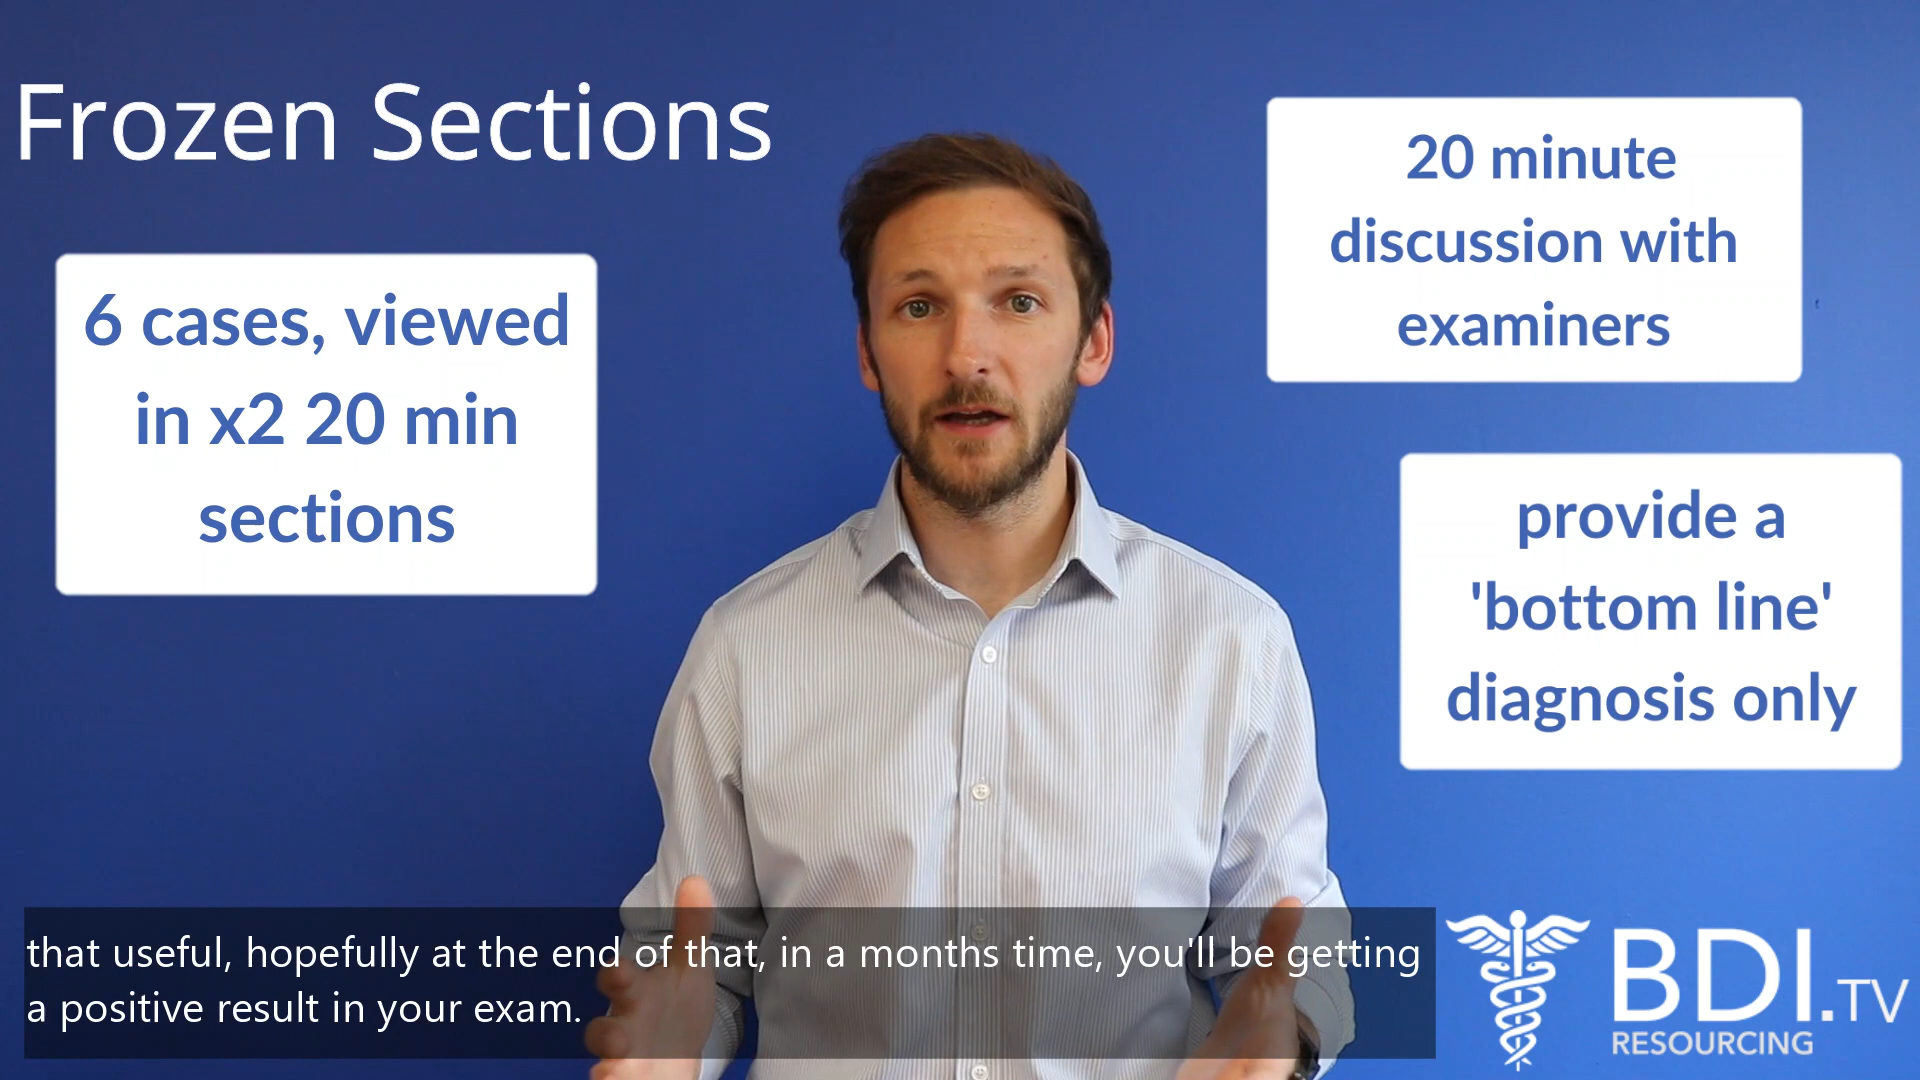 Frozen Sections
6 cases, viewed
in x2 20 min
sections
20 minute
discussion with
examiners
provide a
'bottom line'
diagnosis only
that useful, hopefully at the end of that, in a months time, you'll be getting
a positive result in your exam.
BDI.TV
RESOURCING